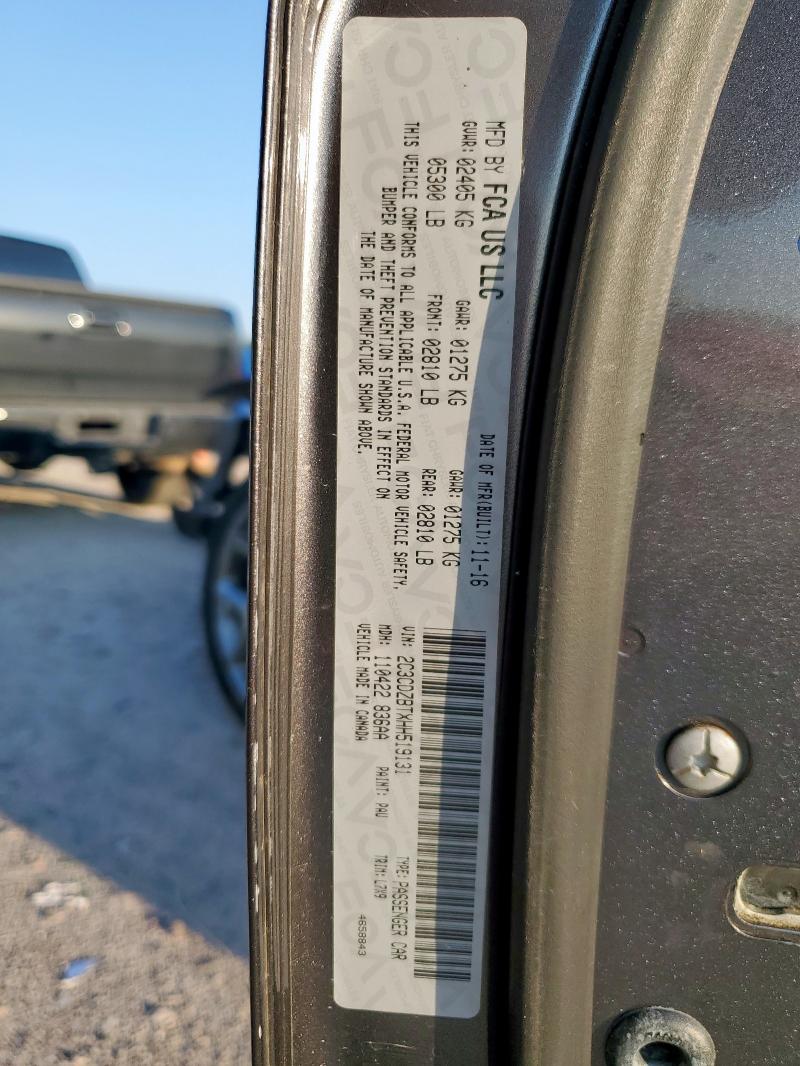 MFD BY FCA US LLC
DATE OF MFR(BUILT): 11-16
GVWR: 02405 KG GAWR: 01275 KG GAWR: 01275 KG
05300 LB FRONT: 02810 LB REAR: 02810 LB
THIS VEHICLE CONFORMS TO ALL APPLICABLE U.S.A. FEDERAL MOTOR VEHICLE SAFETY,
BUMPER AND THEFT PREVENTION STANDARDS IN EFFECT ON
THE DATE OF MANUFACTURE SHOWN ABOVE.
VIN: 2C3CDZBTXHH519131 TYPE: PASSENGER CAR
MDH: 110422 836AA PAINT: PAU TRIM: L7X9
VEHICLE MADE IN CANADA 4658843